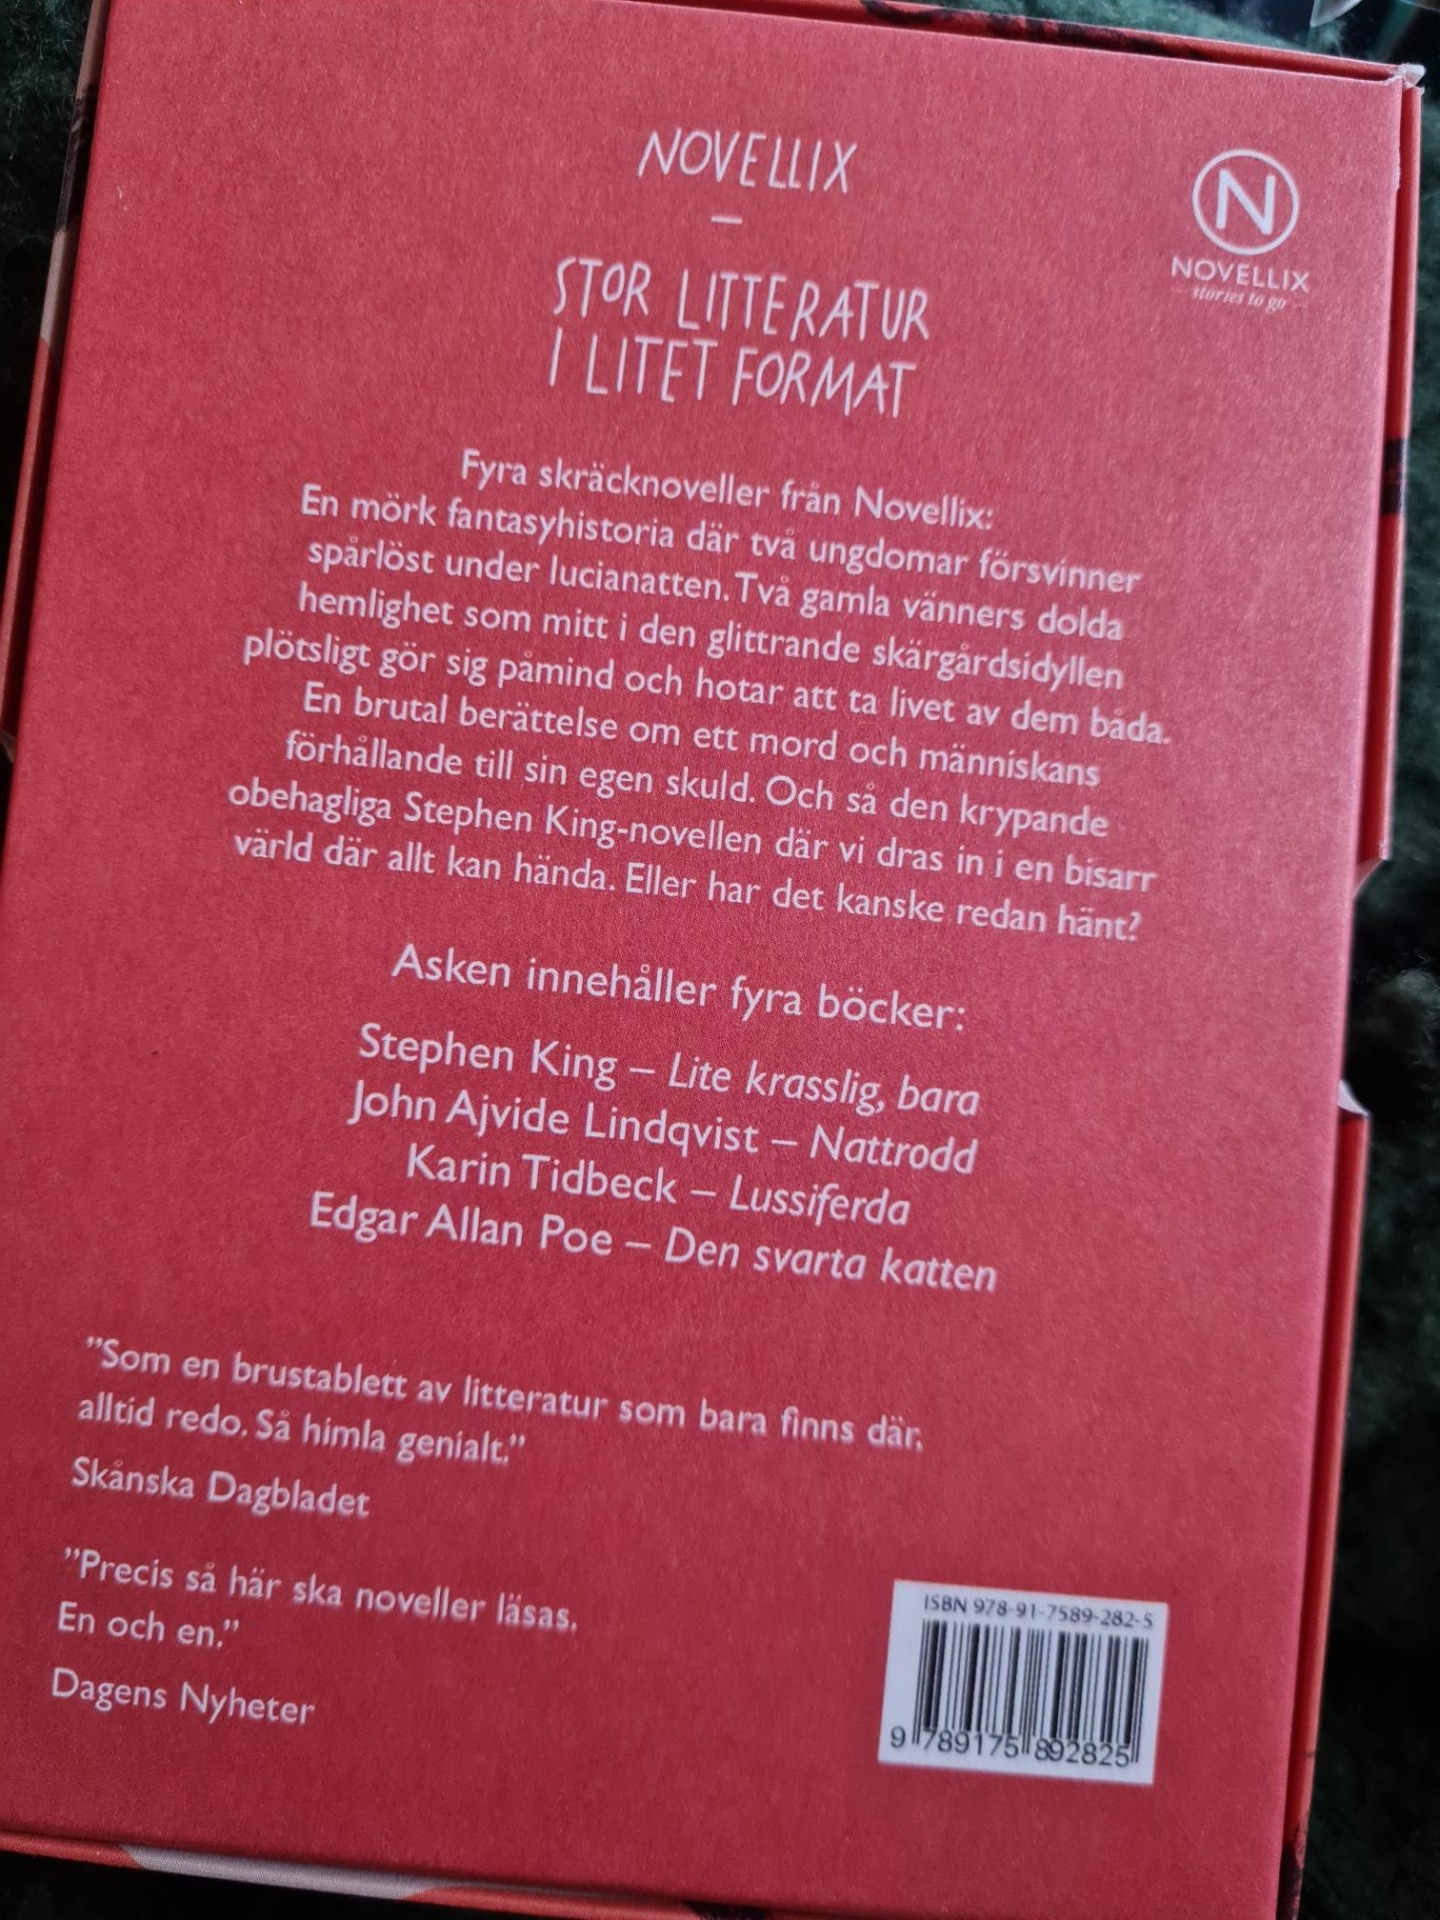 NOVELLIX
–
STOR LITTERATUR
I LITET FORMAT
N
NOVELLIX
stories to go
Fyra skräcknoveller från Novellix:
En mörk fantasyhistoria där två ungdomar försvinner
spårlöst under lucianatten. Två gamla vänners dolda
hemlighet som mitt i den glittrande skärgårdsidyllen
plötsligt gör sig påmind och hotar att ta livet av dem båda.
En brutal berättelse om ett mord och människans
förhållande till sin egen skuld. Och så den krypande
obehagliga Stephen King-novellen där vi dras in i en bisarr
värld där allt kan hända. Eller har det kanske redan hänt?
Asken innehåller fyra böcker:
Stephen King – Lite krasslig, bara
John Ajvide Lindqvist – Nattrodd
Karin Tidbeck – Lussiferda
Edgar Allan Poe – Den svarta katten
”Som en brustablett av litteratur som bara finns där,
alltid redo. Så himla genialt.”
Skånska Dagbladet
”Precis så här ska noveller läsas.
En och en.”
Dagens Nyheter
ISBN 978-91-7589-282-5
9 789175 892825